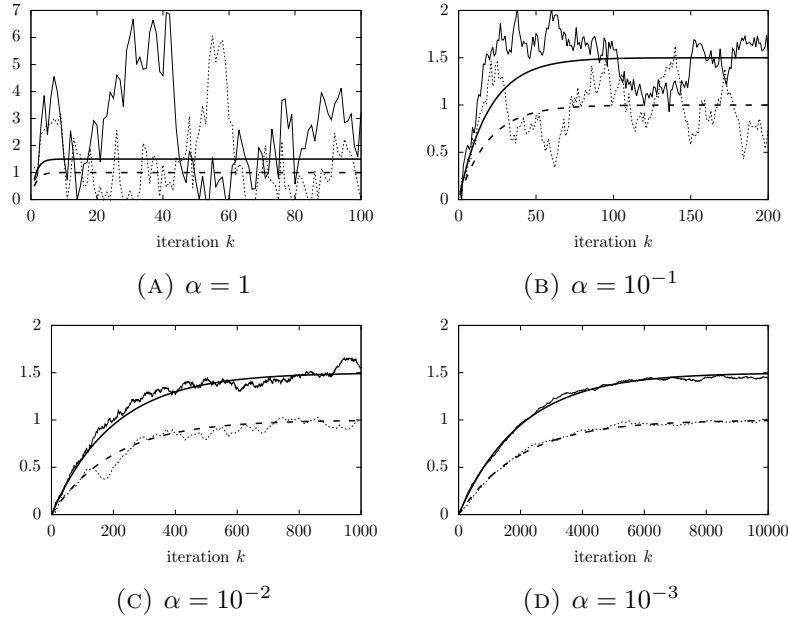 7
6
5
4
3
2
1
0
0 20 40 60 80 100
iteration k
(A) α = 1
2
1.5
1
0.5
0
0 50 100 150 200
iteration k
(B) α = 10⁻¹
2
1.5
1
0.5
0
0 200 400 600 800 1000
iteration k
(C) α = 10⁻²
2
1.5
1
0.5
0
0 2000 4000 6000 8000 10000
iteration k
(D) α = 10⁻³